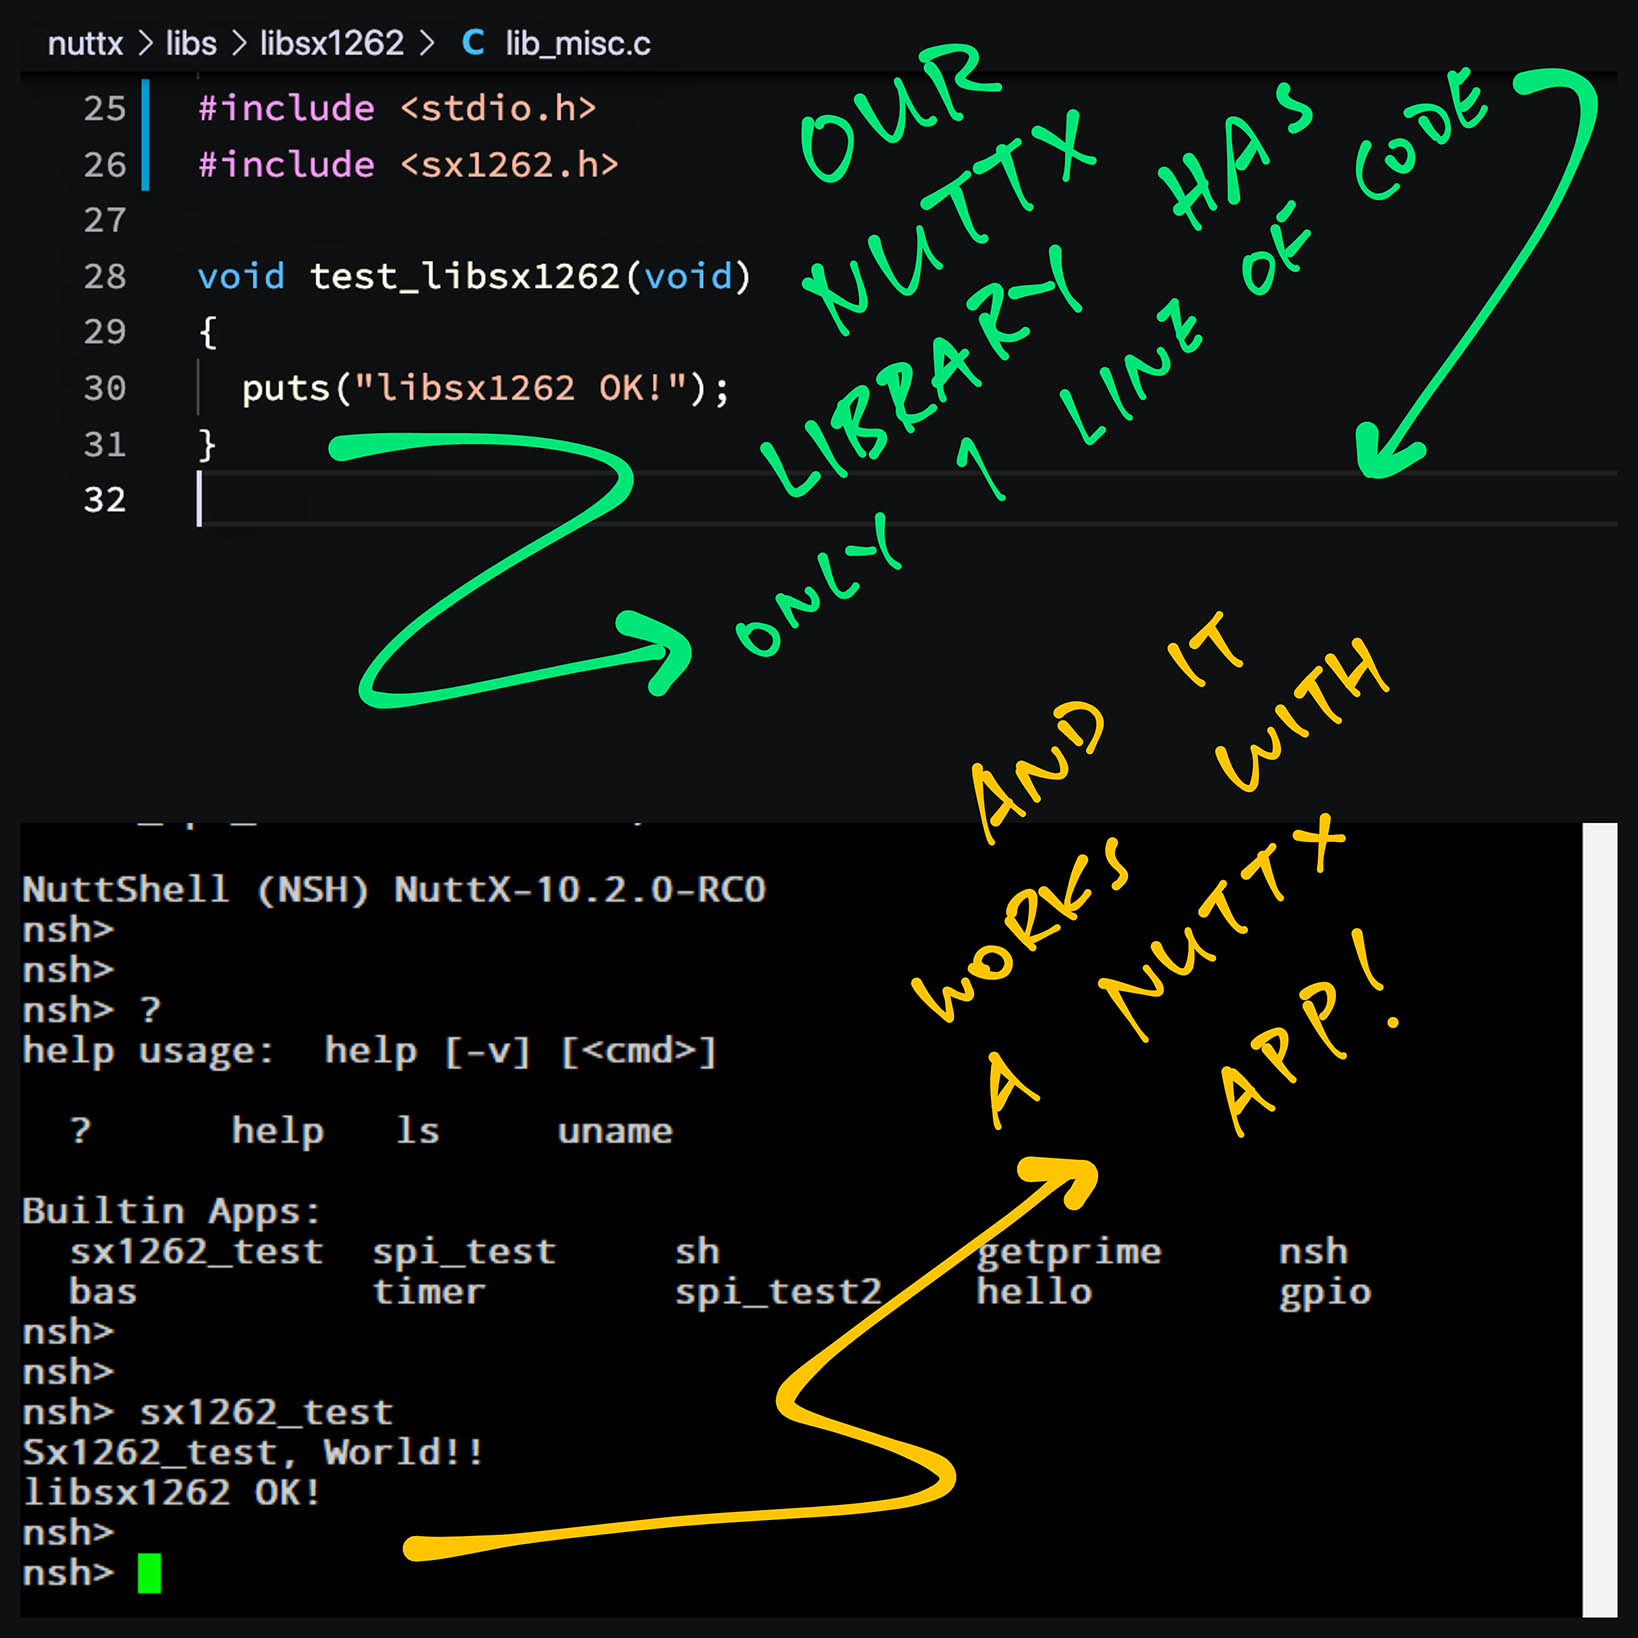 nuttx > libs > libsx1262 > C lib_misc.c
25 #include <stdio.h>
26 #include <sx1262.h>
27
28 void test_libsx1262(void)
29 {
30 puts("libsx1262 OK!");
31 }
32
OUR
NUTTX
LIBRARY HAS
ONLY 1 LINE OF CODE
AND IT
WORKS WITH
A NUTTX
APP!
NuttShell (NSH) NuttX-10.2.0-RC0
nsh>
nsh>
nsh> ?
help usage:  help [-v] [<cmd>]
? help ls uname
Builtin Apps:
sx1262_test spi_test sh getprime nsh
bas timer spi_test2 hello gpio
nsh>
nsh>
nsh> sx1262_test
Sx1262_test, World!!
libsx1262 OK!
nsh>
nsh>